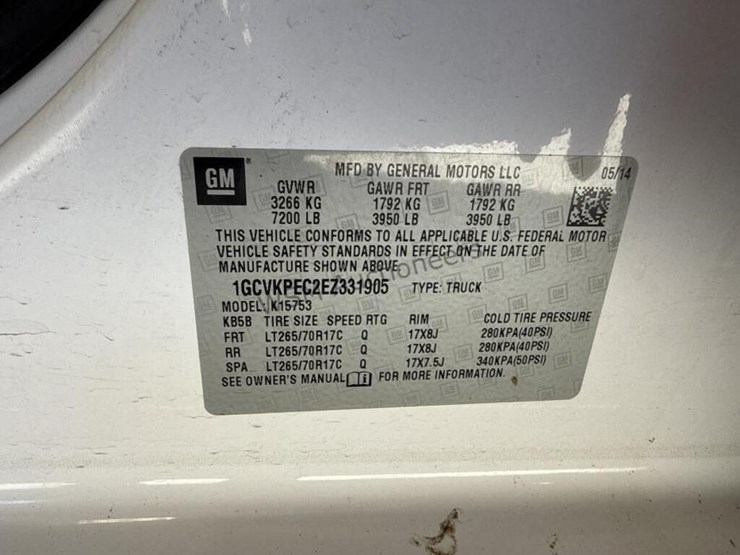 GM ® MFD BY GENERAL MOTORS LLC 05/14
GVWR GAWR FRT GAWR RR
3266 KG 1792 KG 1792 KG
7200 LB 3950 LB 3950 LB
THIS VEHICLE CONFORMS TO ALL APPLICABLE U.S. FEDERAL MOTOR
VEHICLE SAFETY STANDARDS IN EFFECT ON THE DATE OF
MANUFACTURE SHOWN ABOVE
1GCVKPEC2EZ331905 TYPE: TRUCK
MODEL: K15753
KB5B TIRE SIZE SPEED RTG RIM COLD TIRE PRESSURE
FRT LT265/70R17C Q 17X8J 280KPA(40PSI)
RR LT265/70R17C Q 17X8J 280KPA(40PSI)
SPA LT265/70R17C Q 17X7.5J 340KPA(50PSI)
SEE OWNER'S MANUAL FOR MORE INFORMATION.